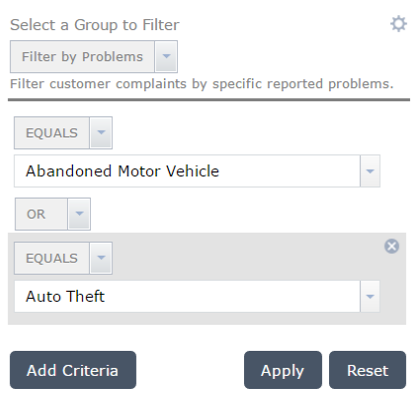 Select a Group to Filter
Filter by Problems
Filter customer complaints by specific reported problems.
EQUALS
Abandoned Motor Vehicle
OR
EQUALS
Auto Theft
Add Criteria Apply Reset